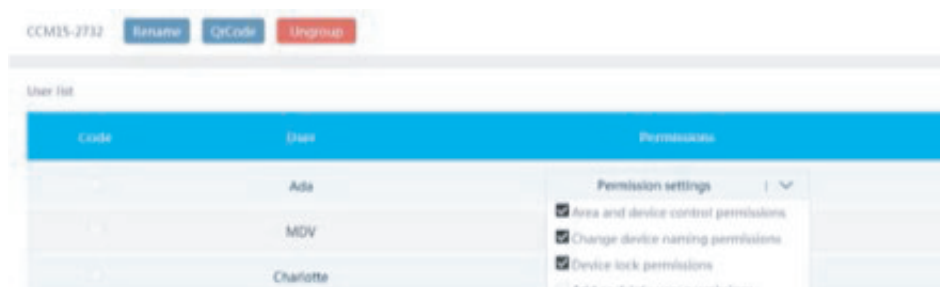 CCM15-2732 Rename QrCode Ungroup
User list
Code User Permissions
Ada Permission settings
Area and device control permissions
MDV
Change device naming permissions
Device lock permissions
Charlotte